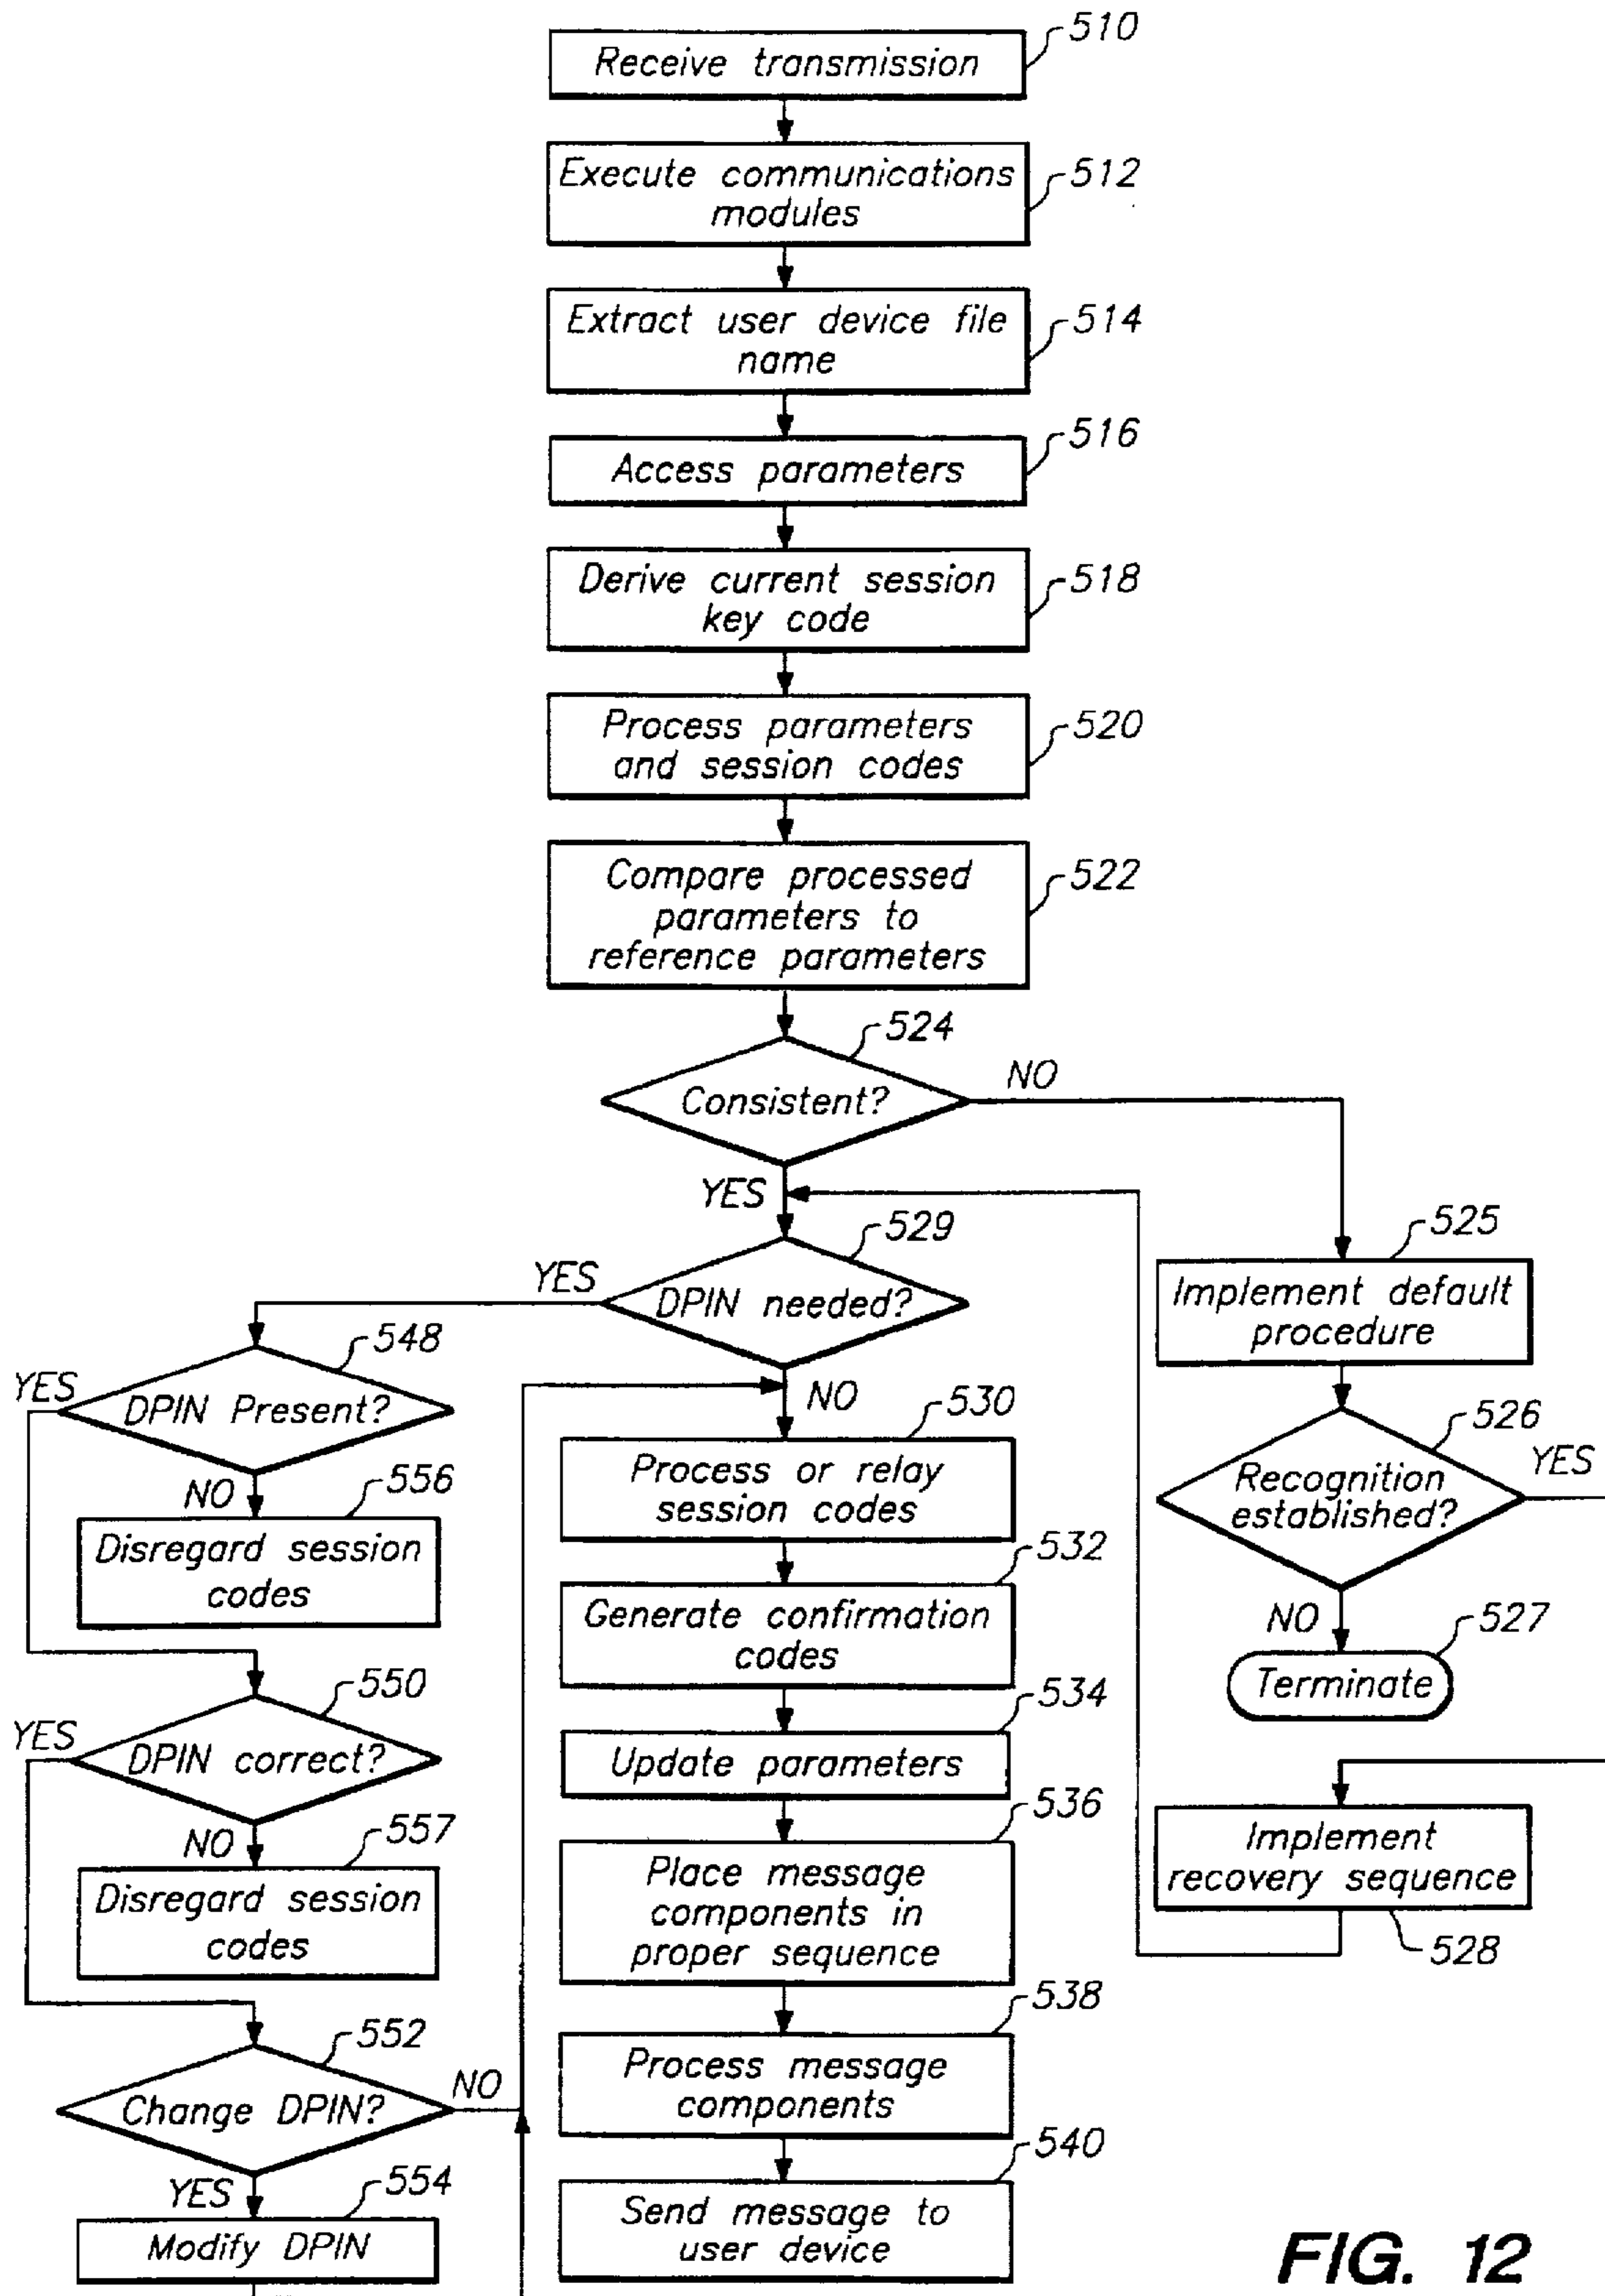 510
Receive transmission
512
Execute communications
modules
514
Extract user device file
name
516
Access parameters
518
Derive current session
key code
520
Process parameters
and session codes
522
Compare processed
parameters to
reference parameters
524
Consistent?
NO
YES
529
DPIN needed?
YES
NO
525
Implement default
procedure
526
Recognition
established?
YES
NO
527
Terminate
Implement
recovery sequence
528
548
DPIN Present?
YES
NO
556
Disregard session
codes
550
DPIN correct?
YES
NO
557
Disregard session
codes
552
Change DPIN?
NO
YES
554
Modify DPIN
530
Process or relay
session codes
532
Generate confirmation
codes
534
Update parameters
536
Place message
components in
proper sequence
538
Process message
components
540
Send message to
user device
FIG. 12